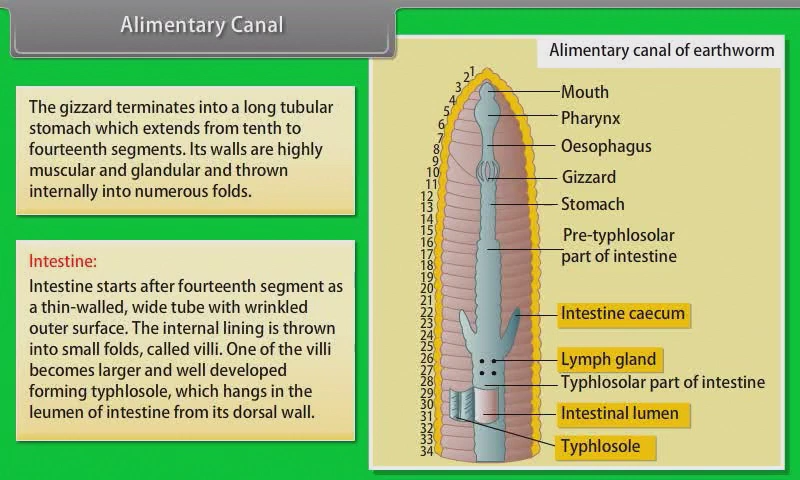 Alimentary Canal
The gizzard terminates into a long tubular
stomach which extends from tenth to
fourteenth segments. Its walls are highly
muscular and glandular and thrown
internally into numerous folds.
Intestine:
Intestine starts after fourteenth segment as
a thin-walled, wide tube with wrinkled
outer surface. The internal lining is thrown
into small folds, called villi. One of the villi
becomes larger and well developed
forming typhlosole, which hangs in the
leumen of intestine from its dorsal wall.
Alimentary canal of earthworm
1
2
3
4
5
6
7
8
9
10
11
12
13
14
15
16
17
18
19
20
21
22
23
24
25
26
27
28
29
30
31
32
33
34
Mouth
Pharynx
Oesophagus
Gizzard
Stomach
Pre-typhlosolar
part of intestine
Intestine caecum
Lymph gland
Typhlosolar part of intestine
Intestinal lumen
Typhlosole